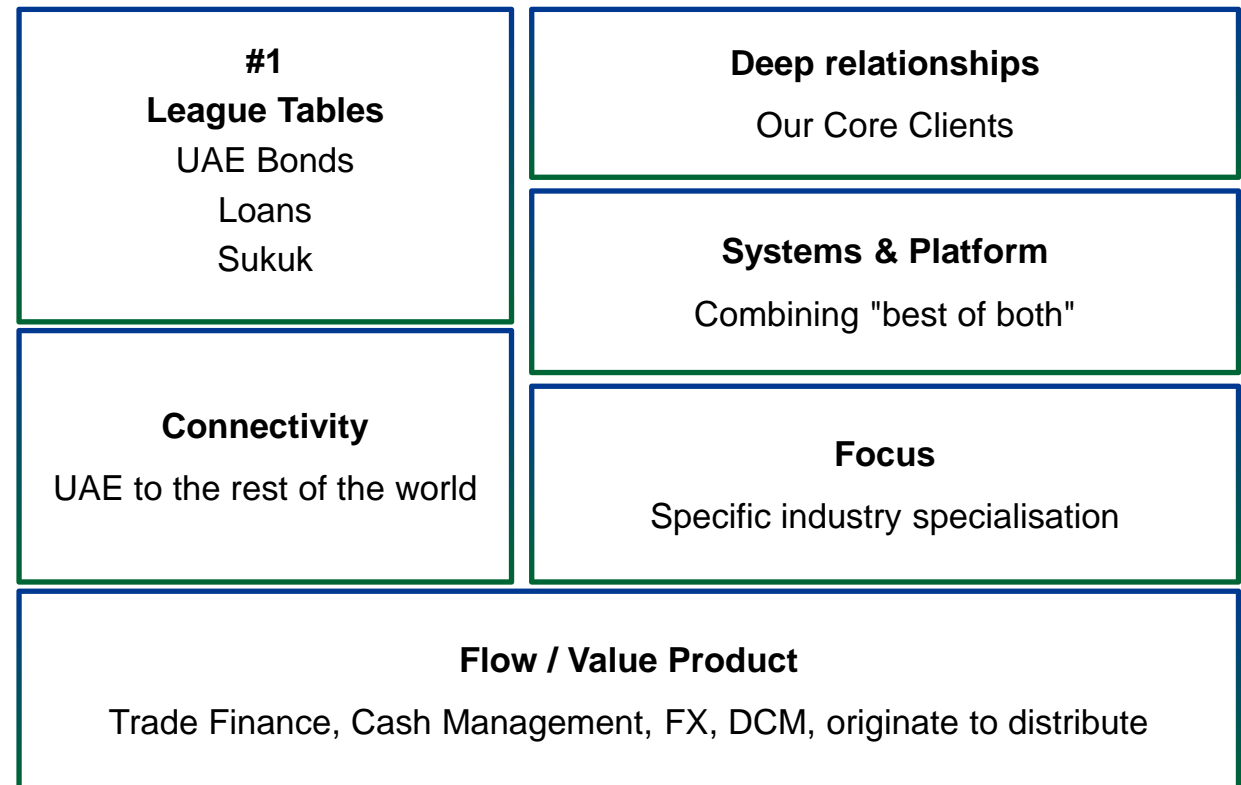 #1
League Tables
UAE Bonds
Loans
Sukuk
Deep relationships
Our Core Clients
Systems & Platform
Combining "best of both"
Connectivity
UAE to the rest of the world
Focus
Specific industry specialisation
Flow / Value Product
Trade Finance, Cash Management, FX, DCM, originate to distribute